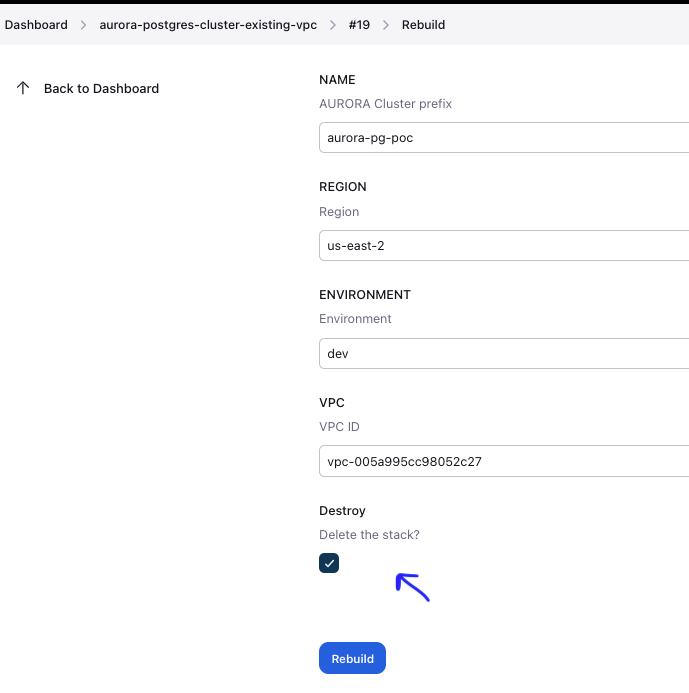 Dashboard > aurora-postgres-cluster-existing-vpc > #19 > Rebuild
Back to Dashboard
NAME
AURORA Cluster prefix
aurora-pg-poc
REGION
Region
us-east-2
ENVIRONMENT
Environment
dev
VPC
VPC ID
vpc-005a995cc98052c27
Destroy
Delete the stack?
Rebuild